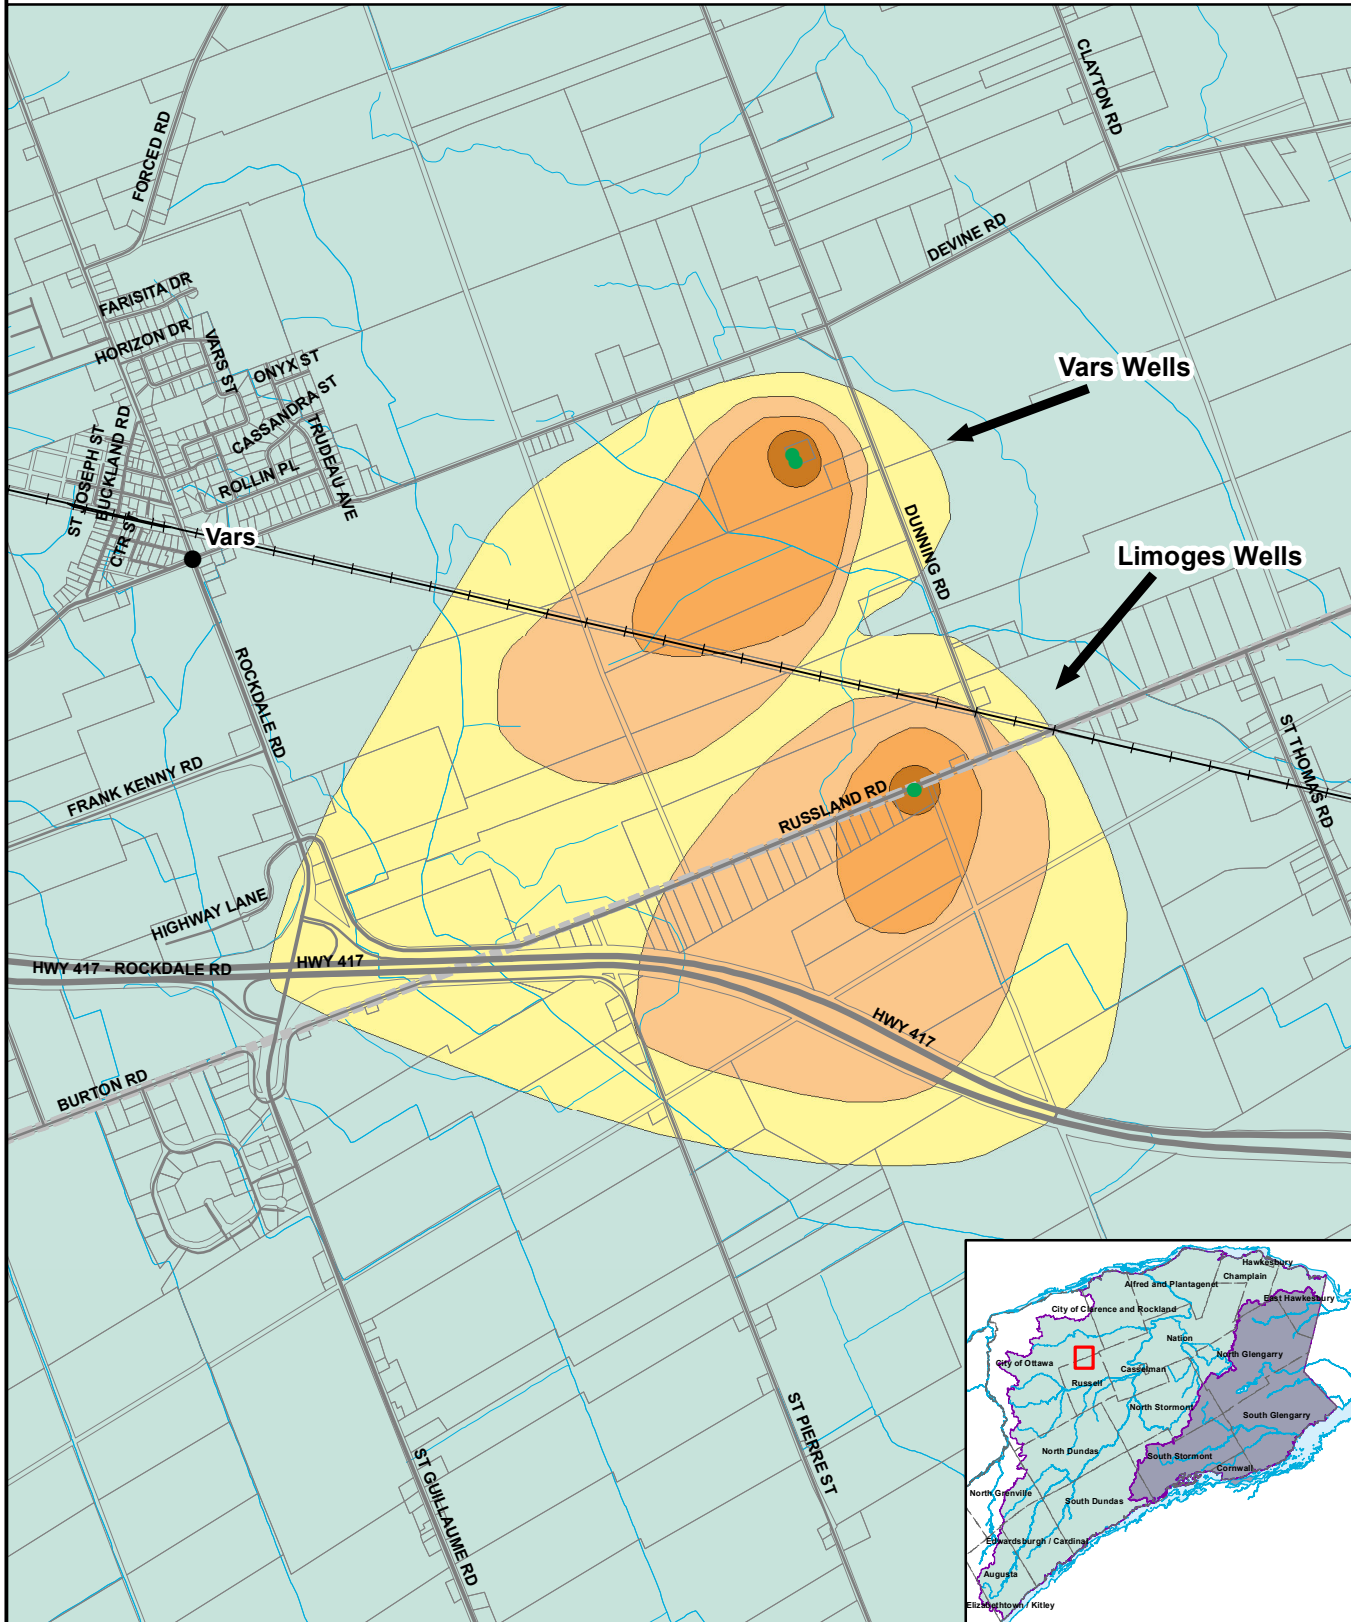 CLAYTON RD
FORCED RD
DEVINE RD
FARISITA DR
HORIZON DR
VARS ST
ONYX ST
CASSANDRA ST
Vars Wells
ST JOSEPH ST
BUCKLAND RD
TRUDEAU AVE
ROLLIN PL
CTR ST
Vars
DUNNING RD
Limoges Wells
ROCKDALE RD
FRANK KENNY RD
RUSSLAND RD
ST THOMAS RD
HIGHWAY LANE
HWY 417 - ROCKDALE RD
HWY 417
HWY 417
BURTON RD
ST PIERRE ST
ST GUILLAUME RD
Hawkesbury
Champlain
Alfred and Plantagenet
East Hawkesbury
City of Clarence and Rockland
Nation
North Glengarry
City of Ottawa
Casselman
Russell
North Stormont
South Glengarry
North Dundas
South Stormont
Cornwall
North Grenville
South Dundas
Edwardsburgh / Cardinal
Augusta
Elizabethtown / Kitley